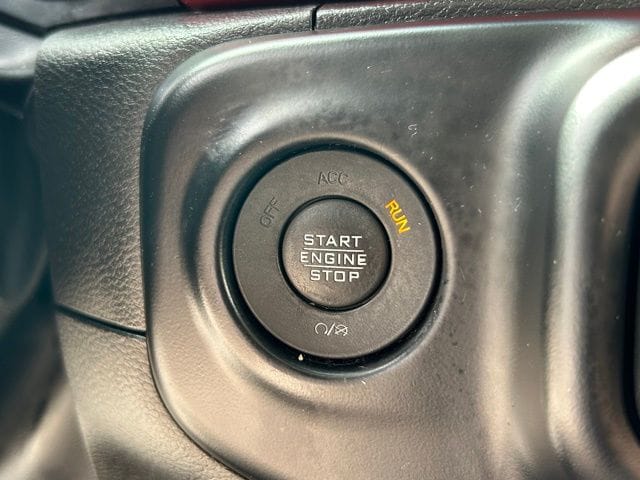 OFF
ACC
RUN
START
ENGINE
STOP